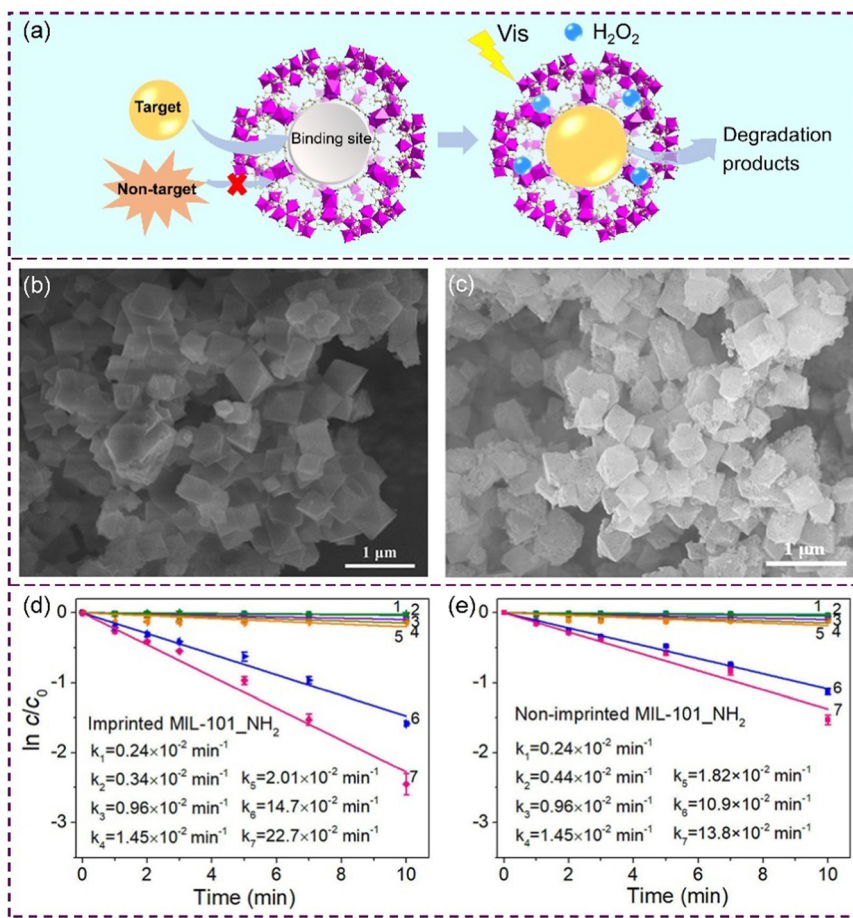 (a)
Vis
H₂O₂
Target
Binding site
Non-target
Degradation
products
(b)
1 μm
(c)
1 μm
(d)
ln c/c₀
0
-1
-2
-3
1
2
3
4
5
6
7
Imprinted MIL-101_NH₂
k₁=0.24×10⁻² min⁻¹
k₂=0.34×10⁻² min⁻¹
k₃=0.96×10⁻² min⁻¹
k₄=1.45×10⁻² min⁻¹
k₅=2.01×10⁻² min⁻¹
k₆=14.7×10⁻² min⁻¹
k₇=22.7×10⁻² min⁻¹
0 2 4 6 8 10
Time (min)
(e)
0
-1
-2
-3
1
2
3
4
5
6
7
Non-imprinted MIL-101_NH₂
k₁=0.24×10⁻² min⁻¹
k₂=0.44×10⁻² min⁻¹
k₃=0.96×10⁻² min⁻¹
k₄=1.45×10⁻² min⁻¹
k₅=1.82×10⁻² min⁻¹
k₆=10.9×10⁻² min⁻¹
k₇=13.8×10⁻² min⁻¹
0 2 4 6 8 10
Time (min)